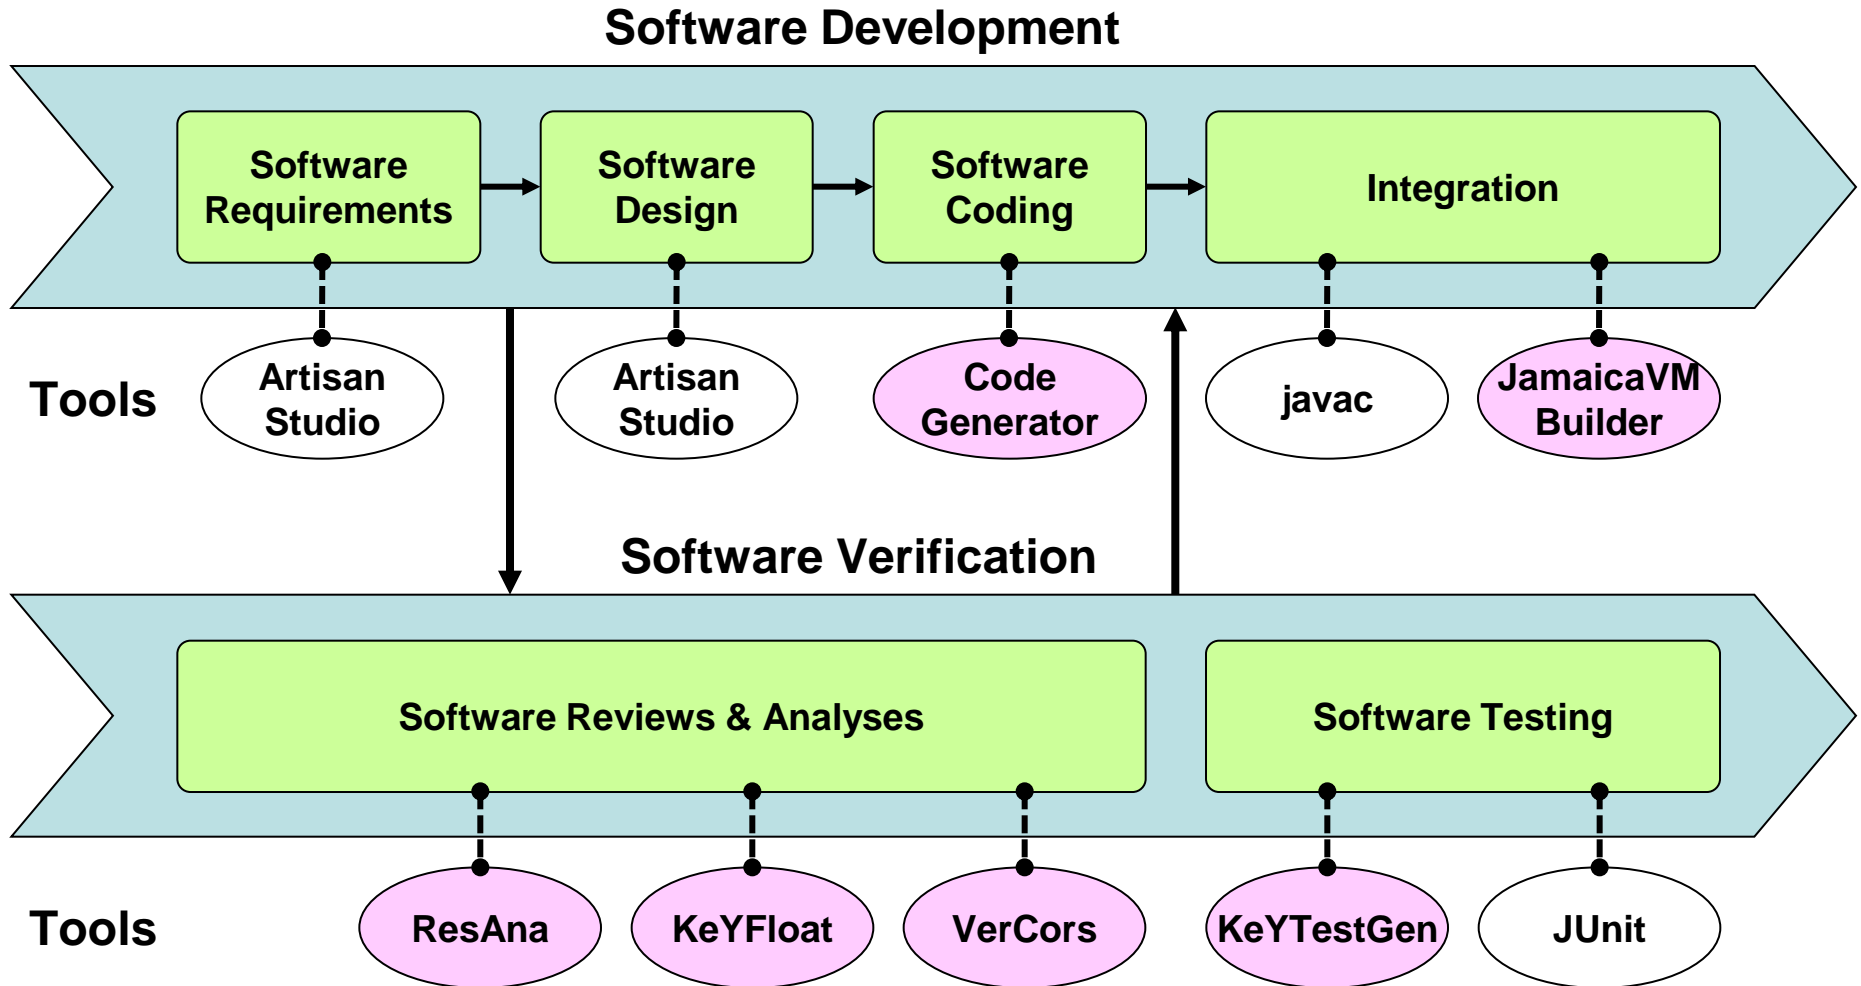 Software Development
Software
Requirements
Software
Design
Software
Coding
Integration
Tools
Artisan
Studio
Artisan
Studio
Code
Generator
javac
JamaicaVM
Builder
Software Verification
Software Reviews & Analyses
Software Testing
Tools
ResAna
KeYFloat
VerCors
KeYTestGen
JUnit